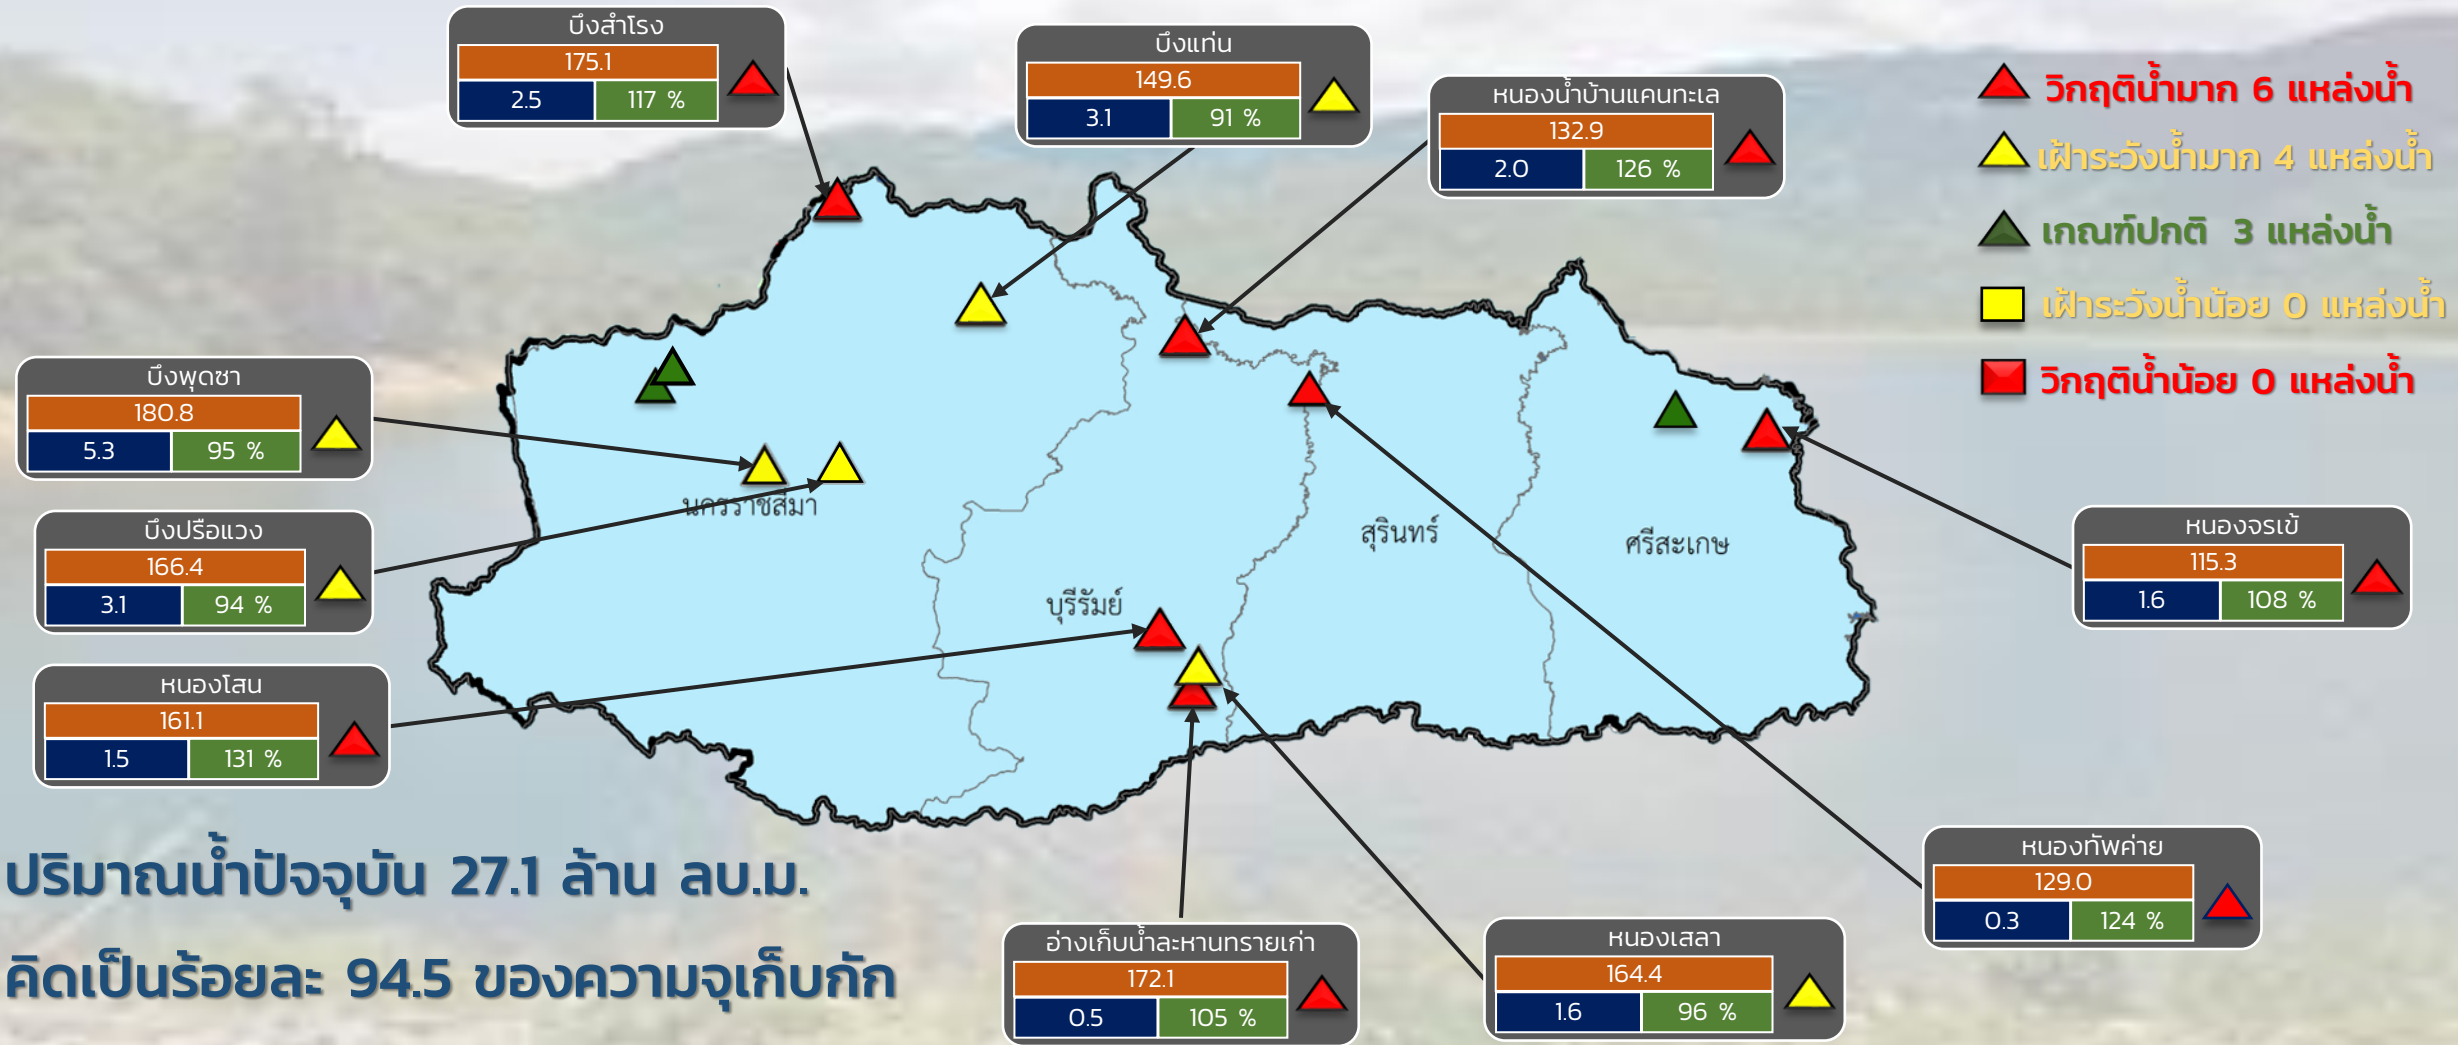 บึงสำโรง
175.1
2.5 117 %
บึงแท่น
149.6
3.1 91 %
หนองน้ำบ้านแคนทะเล
132.9
2.0 126 %
วิกฤติน้ำมาก 6 แหล่งน้ำ
เฝ้าระวังน้ำมาก 4 แหล่งน้ำ
เกณฑ์ปกติ 3 แหล่งน้ำ
เฝ้าระวังน้ำน้อย 0 แหล่งน้ำ
วิกฤติน้ำน้อย 0 แหล่งน้ำ
บึงพุดซา
180.8
5.3 95 %
บึงปรือแวง
166.4
3.1 94 %
หนองโสน
161.1
1.5 131 %
นครราชสีมา
บุรีรัมย์
สุรินทร์
ศรีสะเกษ
หนองจรเข้
115.3
1.6 108 %
หนองทัพค่าย
129.0
0.3 124 %
อ่างเก็บน้ำละหานทรายเก่า
172.1
0.5 105 %
หนองเสลา
164.4
1.6 96 %
ปริมาณน้ำปัจจุบัน 27.1 ล้าน ลบ.ม.
คิดเป็นร้อยละ 94.5 ของความจุเก็บกัก